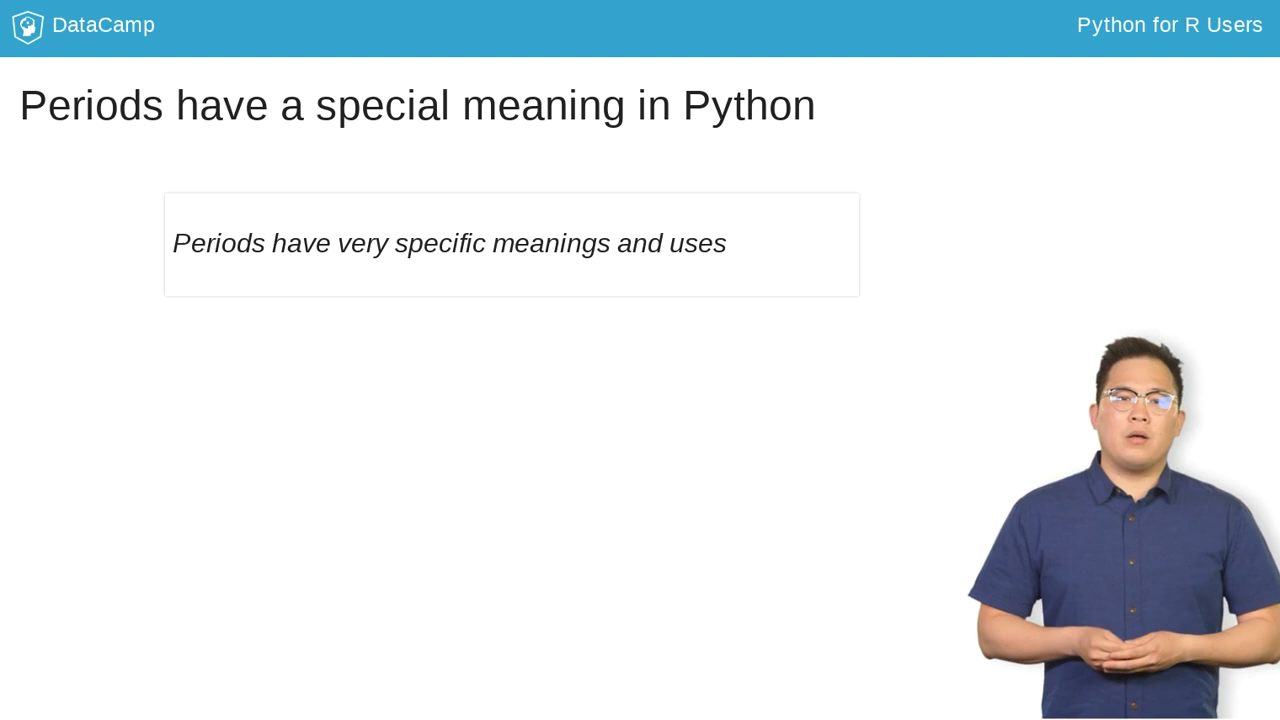 DataCamp
Python for R Users
Periods have a special meaning in Python
Periods have very specific meanings and uses